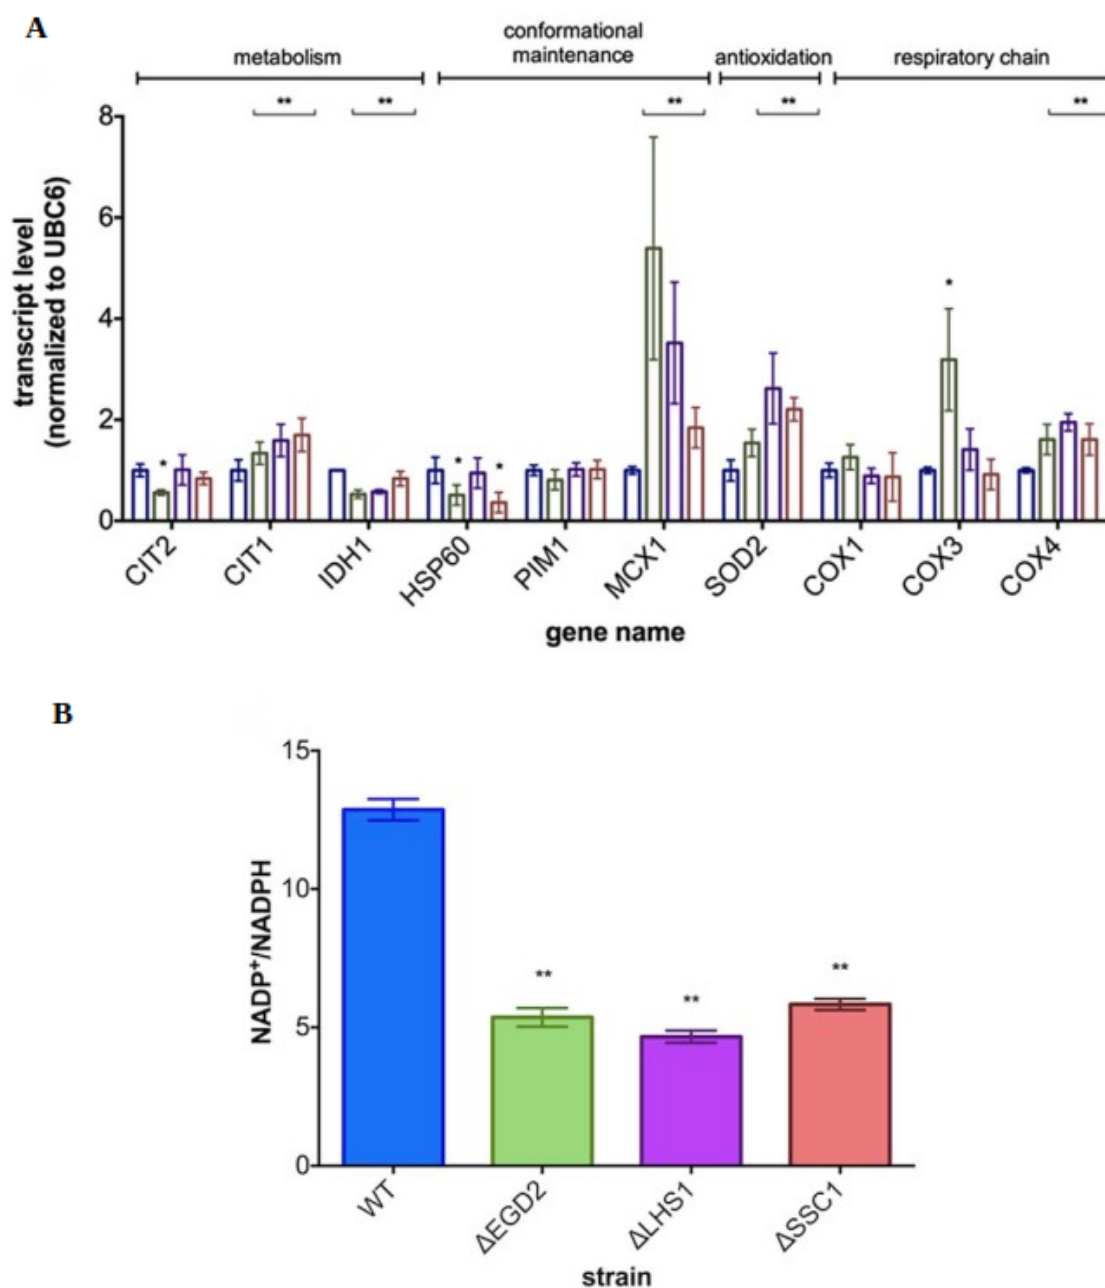 A
conformational
metabolism maintenance antioxidation respiratory chain
** ** ** ** **
8
6
4
2
0
* * * *
transcript level
(normalized to UBC6)
CIT2 CIT1 IDH1 HSP60 PIM1 MCX1 SOD2 COX1 COX3 COX4
gene name
B
15
10
5
0
NADP⁺/NADPH
** ** **
WT ΔEGD2 ΔLHS1 ΔSSC1
strain